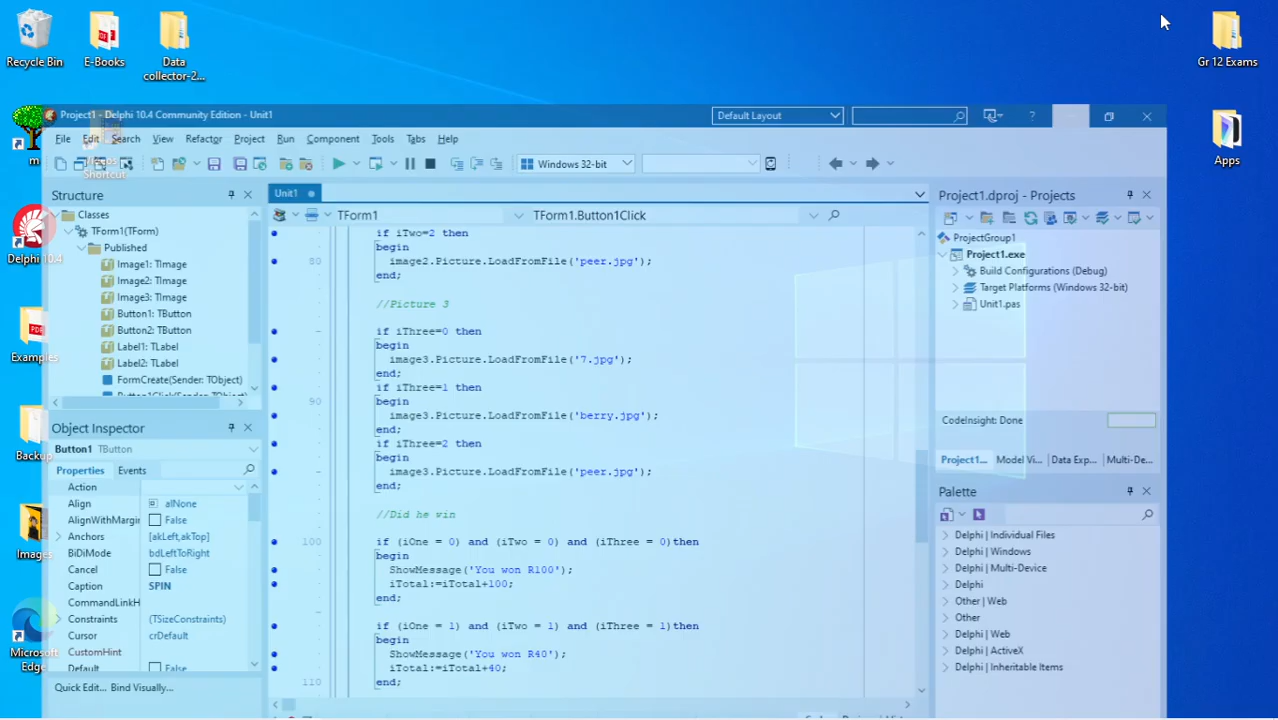 Recycle Bin
E-Books
Data
collector-2...
Gr 12 Exams
Apps
m
Shortcut
Delphi 10.4
Examples
Backup
Images
Microsoft
Edge
Project1 - Delphi 10.4 Community Edition - Unit1
Default Layout
?
File Edit Search View Refactor Project Run Component Tools Tabs Help
Windows 32-bit
Structure
Classes
TForm1(TForm)
Published
Image1: TImage
Image2: TImage
Image3: TImage
Button1: TButton
Button2: TButton
Label1: TLabel
Label2: TLabel
FormCreate(Sender: TObject)
Button1Click(Sender: TObject)
Object Inspector
Button1 TButton
Properties Events
Action
Align alNone
AlignWithMargin False
Anchors [akLeft,akTop]
BiDiMode bdLeftToRight
Cancel False
Caption SPIN
CommandLinkH
Constraints (TSizeConstraints)
Cursor crDefault
CustomHint
Default False
Quick Edit... Bind Visually...
Unit1
TForm1 TForm1.Button1Click
if iTwo=2 then
begin
80 image2.Picture.LoadFromFile('peer.jpg');
end;
//Picture 3
if iThree=0 then
begin
image3.Picture.LoadFromFile('7.jpg');
end;
if iThree=1 then
90 begin
image3.Picture.LoadFromFile('berry.jpg');
end;
if iThree=2 then
begin
image3.Picture.LoadFromFile('peer.jpg');
end;
//Did he win
100 if (iOne = 0) and (iTwo = 0) and (iThree = 0)then
begin
ShowMessage('You won R100');
iTotal:=iTotal+100;
end;
if (iOne = 1) and (iTwo = 1) and (iThree = 1)then
begin
ShowMessage('You won R40');
iTotal:=iTotal+40;
110 end;
Project1.dproj - Projects
ProjectGroup1
Project1.exe
Build Configurations (Debug)
Target Platforms (Windows 32-bit)
Unit1.pas
CodeInsight: Done
Project1... Model Vi... Data Exp... Multi-De...
Palette
Delphi | Individual Files
Delphi | Windows
Delphi | Multi-Device
Delphi
Other | Web
Other
Delphi | Web
Delphi | ActiveX
Delphi | Inheritable Items